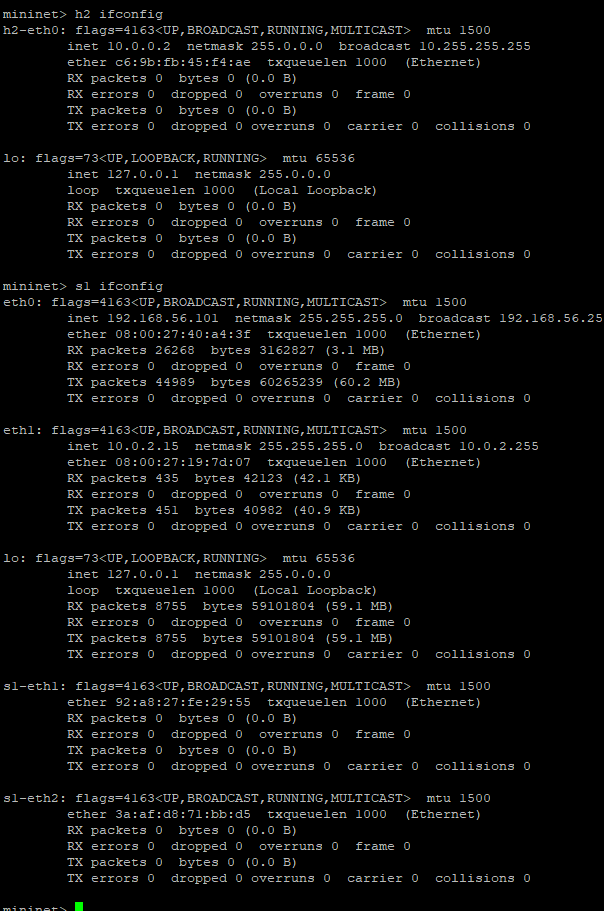 mininet> h2 ifconfig
h2-eth0: flags=4163<UP,BROADCAST,RUNNING,MULTICAST>  mtu 1500
        inet 10.0.0.2  netmask 255.0.0.0  broadcast 10.255.255.255
        ether c6:9b:fb:45:f4:ae  txqueuelen 1000  (Ethernet)
        RX packets 0  bytes 0 (0.0 B)
        RX errors 0  dropped 0  overruns 0  frame 0
        TX packets 0  bytes 0 (0.0 B)
        TX errors 0  dropped 0 overruns 0  carrier 0  collisions 0

lo: flags=73<UP,LOOPBACK,RUNNING>  mtu 65536
        inet 127.0.0.1  netmask 255.0.0.0
        loop  txqueuelen 1000  (Local Loopback)
        RX packets 0  bytes 0 (0.0 B)
        RX errors 0  dropped 0  overruns 0  frame 0
        TX packets 0  bytes 0 (0.0 B)
        TX errors 0  dropped 0 overruns 0  carrier 0  collisions 0

mininet> s1 ifconfig
eth0: flags=4163<UP,BROADCAST,RUNNING,MULTICAST>  mtu 1500
        inet 192.168.56.101  netmask 255.255.255.0  broadcast 192.168.56.25
        ether 08:00:27:40:a4:3f  txqueuelen 1000  (Ethernet)
        RX packets 26268  bytes 3162827 (3.1 MB)
        RX errors 0  dropped 0  overruns 0  frame 0
        TX packets 44989  bytes 60265239 (60.2 MB)
        TX errors 0  dropped 0 overruns 0  carrier 0  collisions 0

eth1: flags=4163<UP,BROADCAST,RUNNING,MULTICAST>  mtu 1500
        inet 10.0.2.15  netmask 255.255.255.0  broadcast 10.0.2.255
        ether 08:00:27:19:7d:07  txqueuelen 1000  (Ethernet)
        RX packets 435  bytes 42123 (42.1 KB)
        RX errors 0  dropped 0  overruns 0  frame 0
        TX packets 451  bytes 40982 (40.9 KB)
        TX errors 0  dropped 0 overruns 0  carrier 0  collisions 0

lo: flags=73<UP,LOOPBACK,RUNNING>  mtu 65536
        inet 127.0.0.1  netmask 255.0.0.0
        loop  txqueuelen 1000  (Local Loopback)
        RX packets 8755  bytes 59101804 (59.1 MB)
        RX errors 0  dropped 0  overruns 0  frame 0
        TX packets 8755  bytes 59101804 (59.1 MB)
        TX errors 0  dropped 0 overruns 0  carrier 0  collisions 0

s1-eth1: flags=4163<UP,BROADCAST,RUNNING,MULTICAST>  mtu 1500
        ether 92:a8:27:fe:29:55  txqueuelen 1000  (Ethernet)
        RX packets 0  bytes 0 (0.0 B)
        RX errors 0  dropped 0  overruns 0  frame 0
        TX packets 0  bytes 0 (0.0 B)
        TX errors 0  dropped 0 overruns 0  carrier 0  collisions 0

s1-eth2: flags=4163<UP,BROADCAST,RUNNING,MULTICAST>  mtu 1500
        ether 3a:af:d8:71:bb:d5  txqueuelen 1000  (Ethernet)
        RX packets 0  bytes 0 (0.0 B)
        RX errors 0  dropped 0  overruns 0  frame 0
        TX packets 0  bytes 0 (0.0 B)
        TX errors 0  dropped 0 overruns 0  carrier 0  collisions 0

mininet>